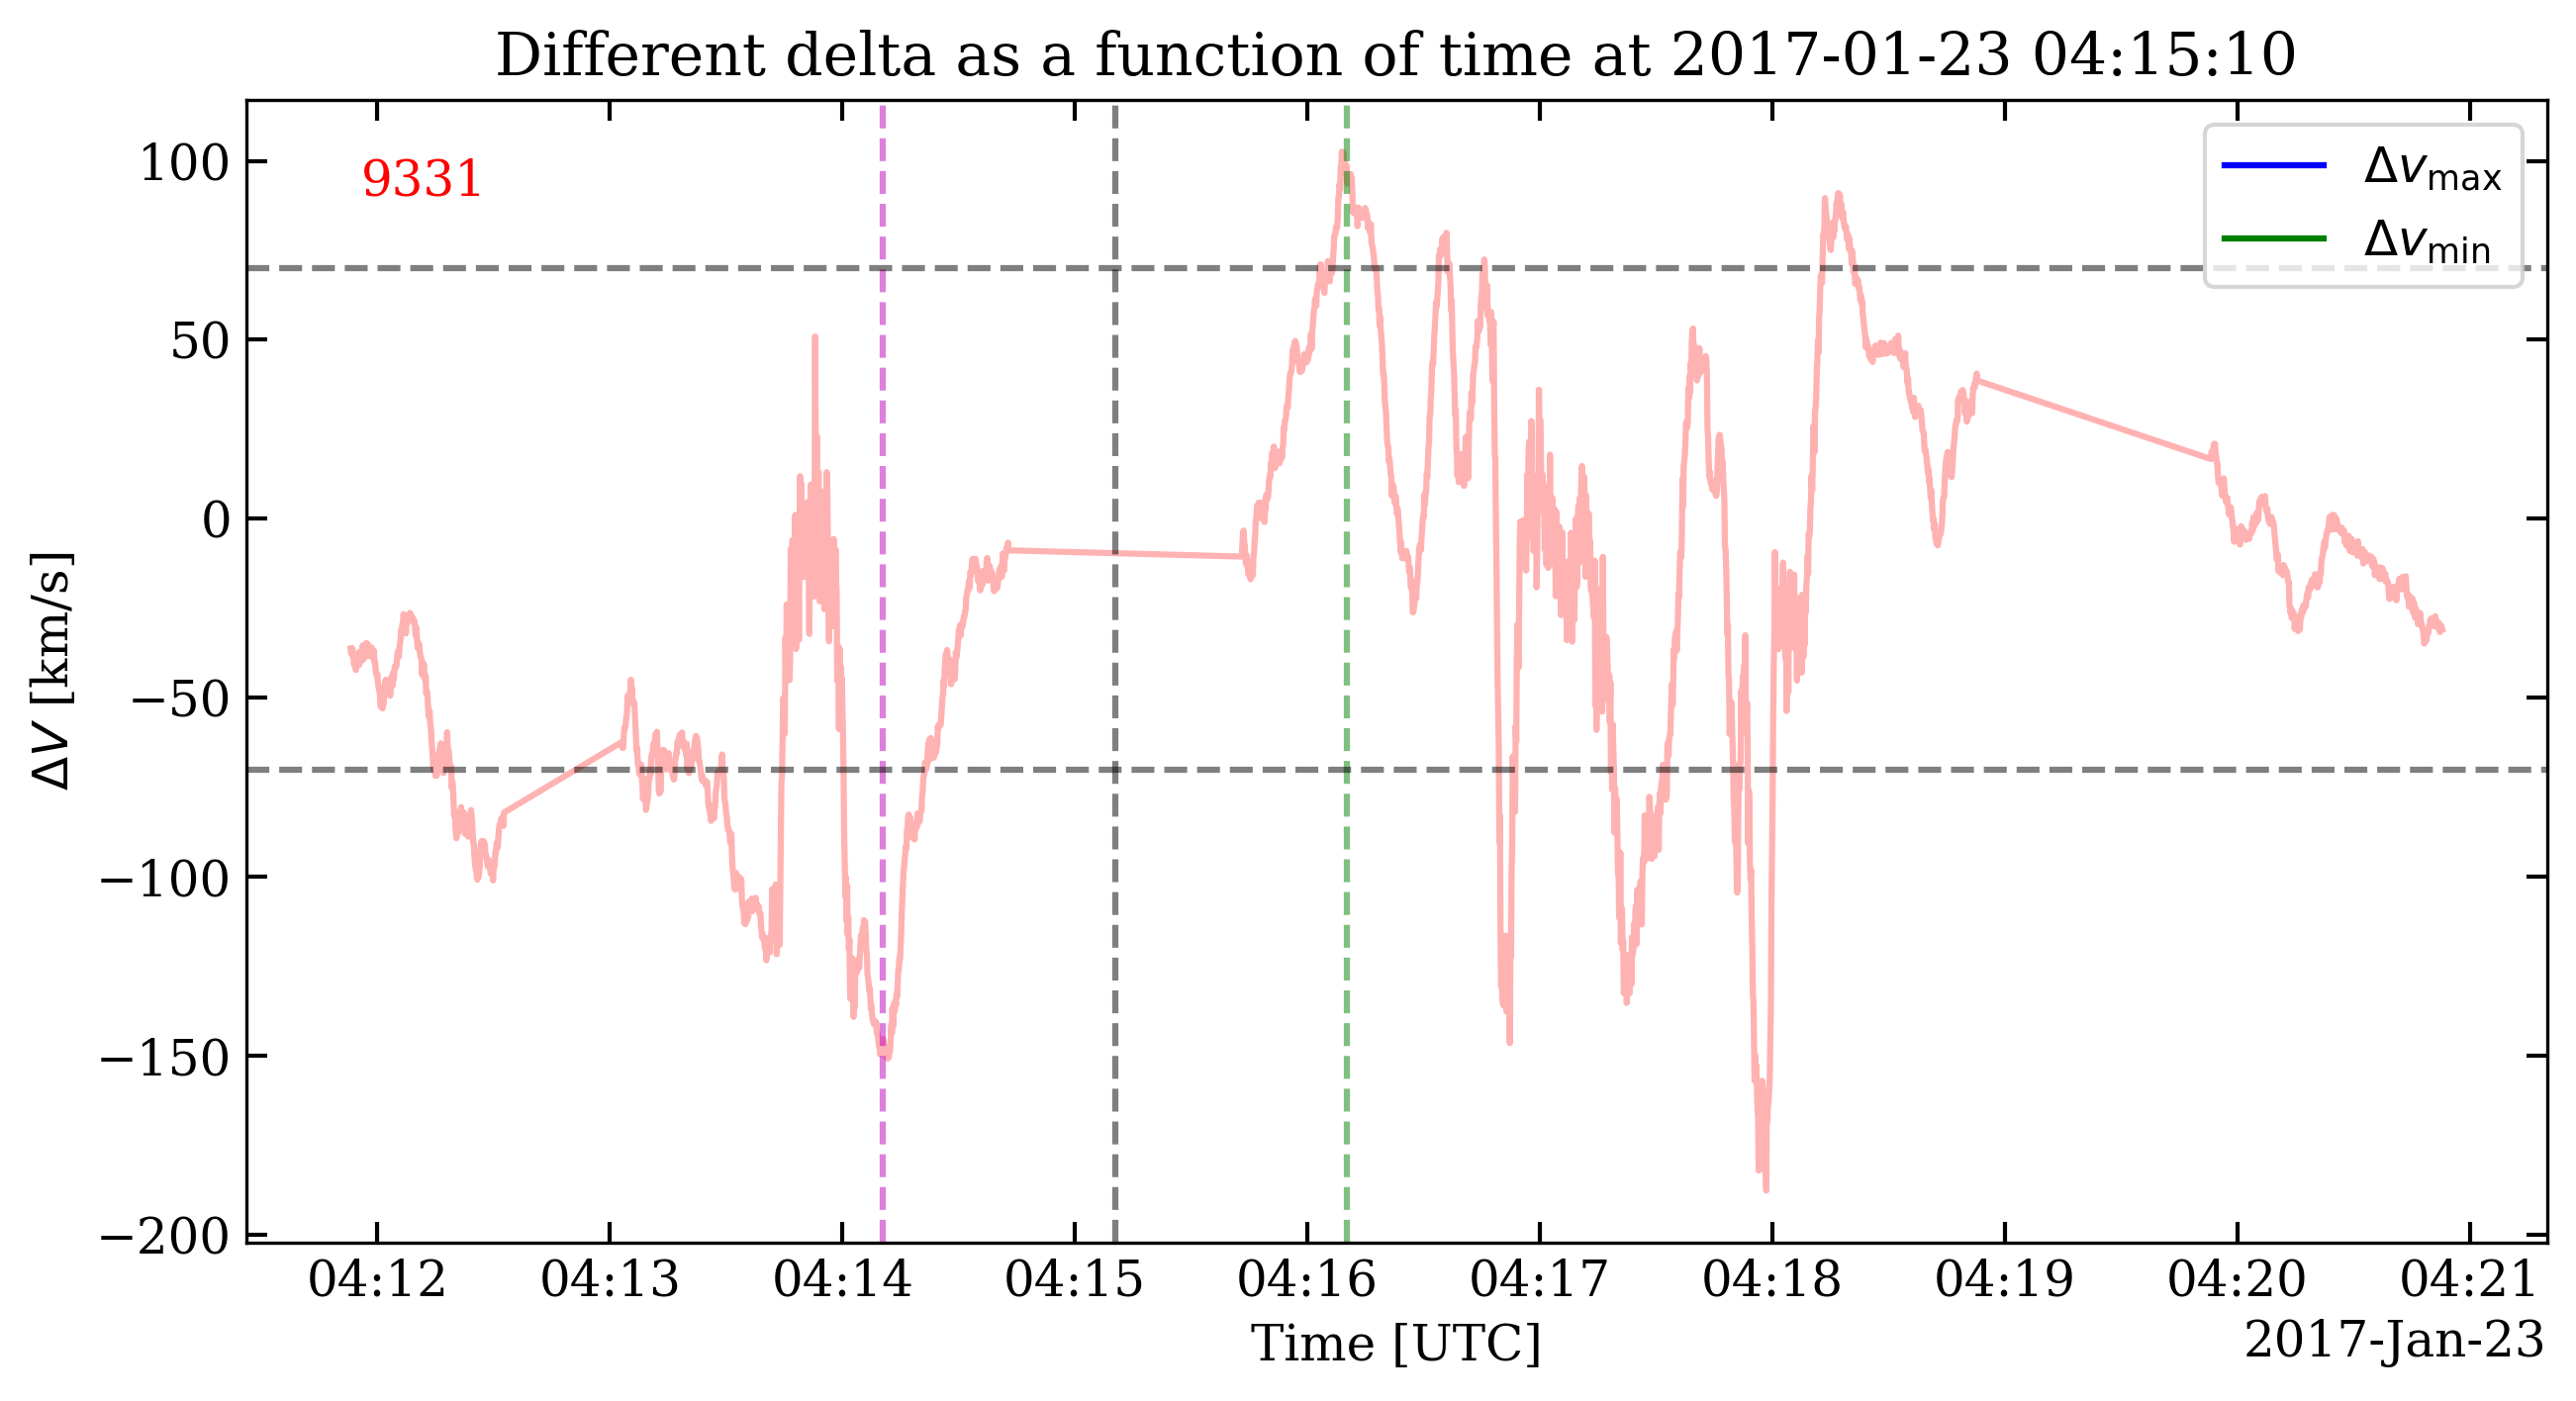 Different delta as a function of time at 2017-01-23 04:15:10
9331
Δv_max
Δv_min
100
50
0
−50
−100
−150
−200
ΔV [km/s]
04:12 04:13 04:14 04:15 04:16 04:17 04:18 04:19 04:20 04:21
Time [UTC]
2017-Jan-23